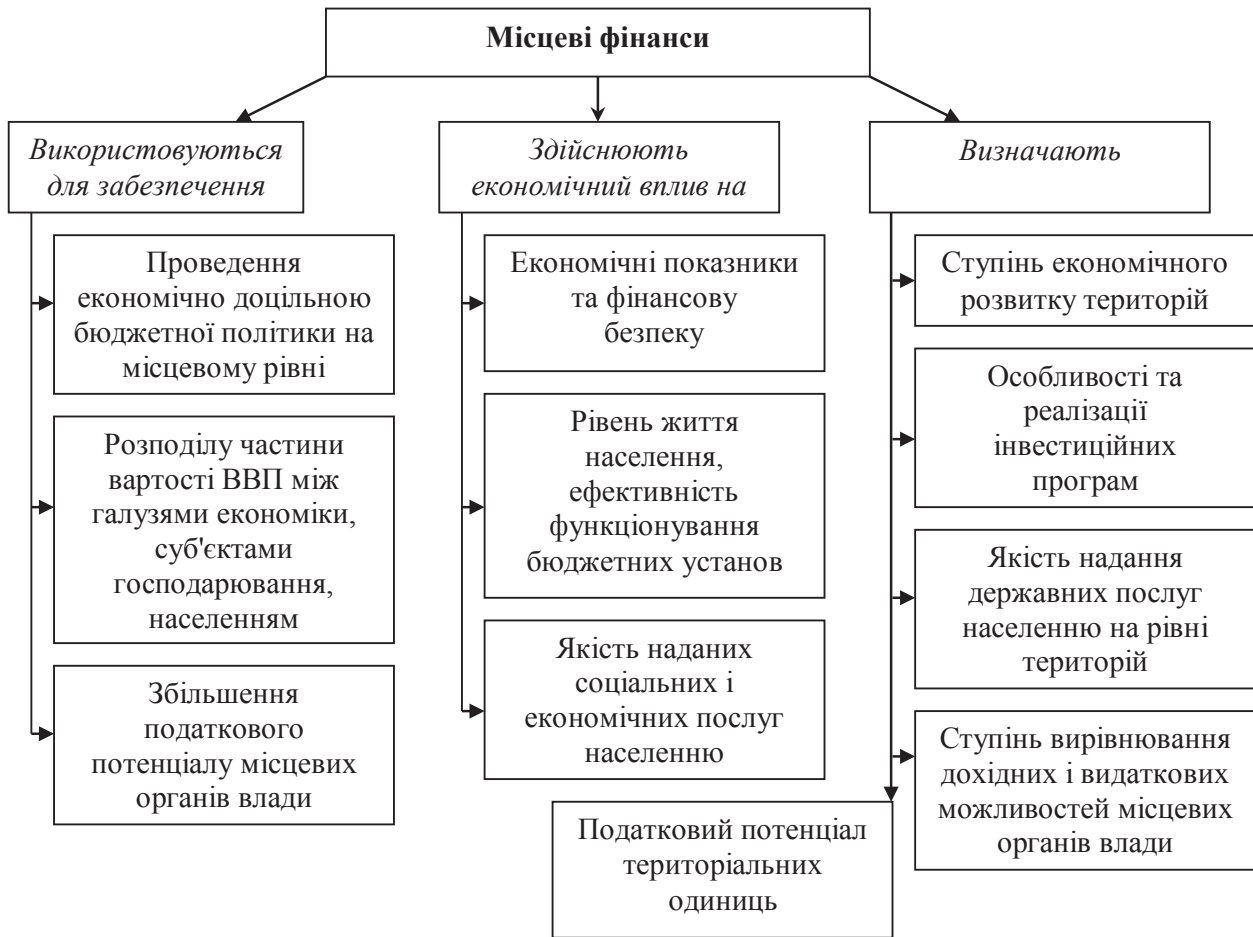 Місцеві фінанси
Використовуються
для забезпечення
Проведення
економічно доцільною
бюджетної політики на
місцевому рівні
Розподілу частини
вартості ВВП між
галузями економіки,
суб'єктами
господарювання,
населенням
Збільшення
податкового
потенціалу місцевих
органів влади
Здійснюють
економічний вплив на
Економічні показники
та фінансову
безпеку
Рівень життя
населення,
ефективність
функціонування
бюджетних установ
Якість наданих
соціальних і
економічних послуг
населенню
Визначають
Ступінь економічного
розвитку територій
Особливості та
реалізації
інвестиційних
програм
Якість надання
державних послуг
населенню на рівні
територій
Ступінь вирівнювання
дохідних і видаткових
можливостей місцевих
органів влади
Податковий потенціал
територіальних
одиниць